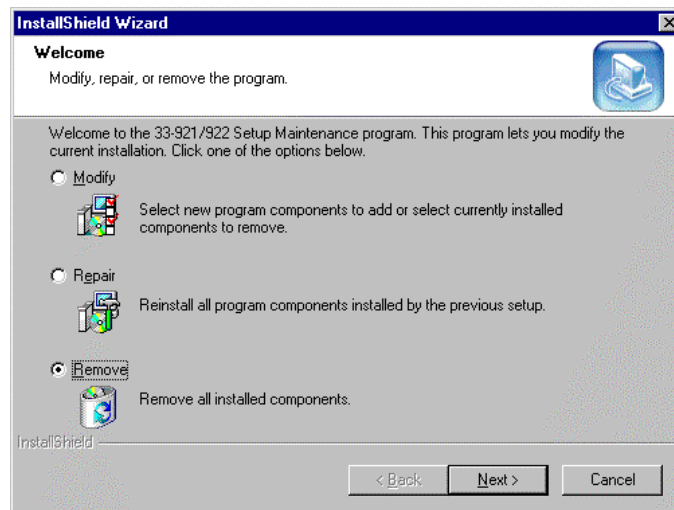 InstallShield Wizard
Welcome
Modify, repair, or remove the program.
Welcome to the 33-921/922 Setup Maintenance program. This program lets you modify the
current installation. Click one of the options below.
Modify
Select new program components to add or select currently installed
components to remove.
Repair
Reinstall all program components installed by the previous setup.
Remove
Remove all installed components.
InstallShield
< Back
Next >
Cancel